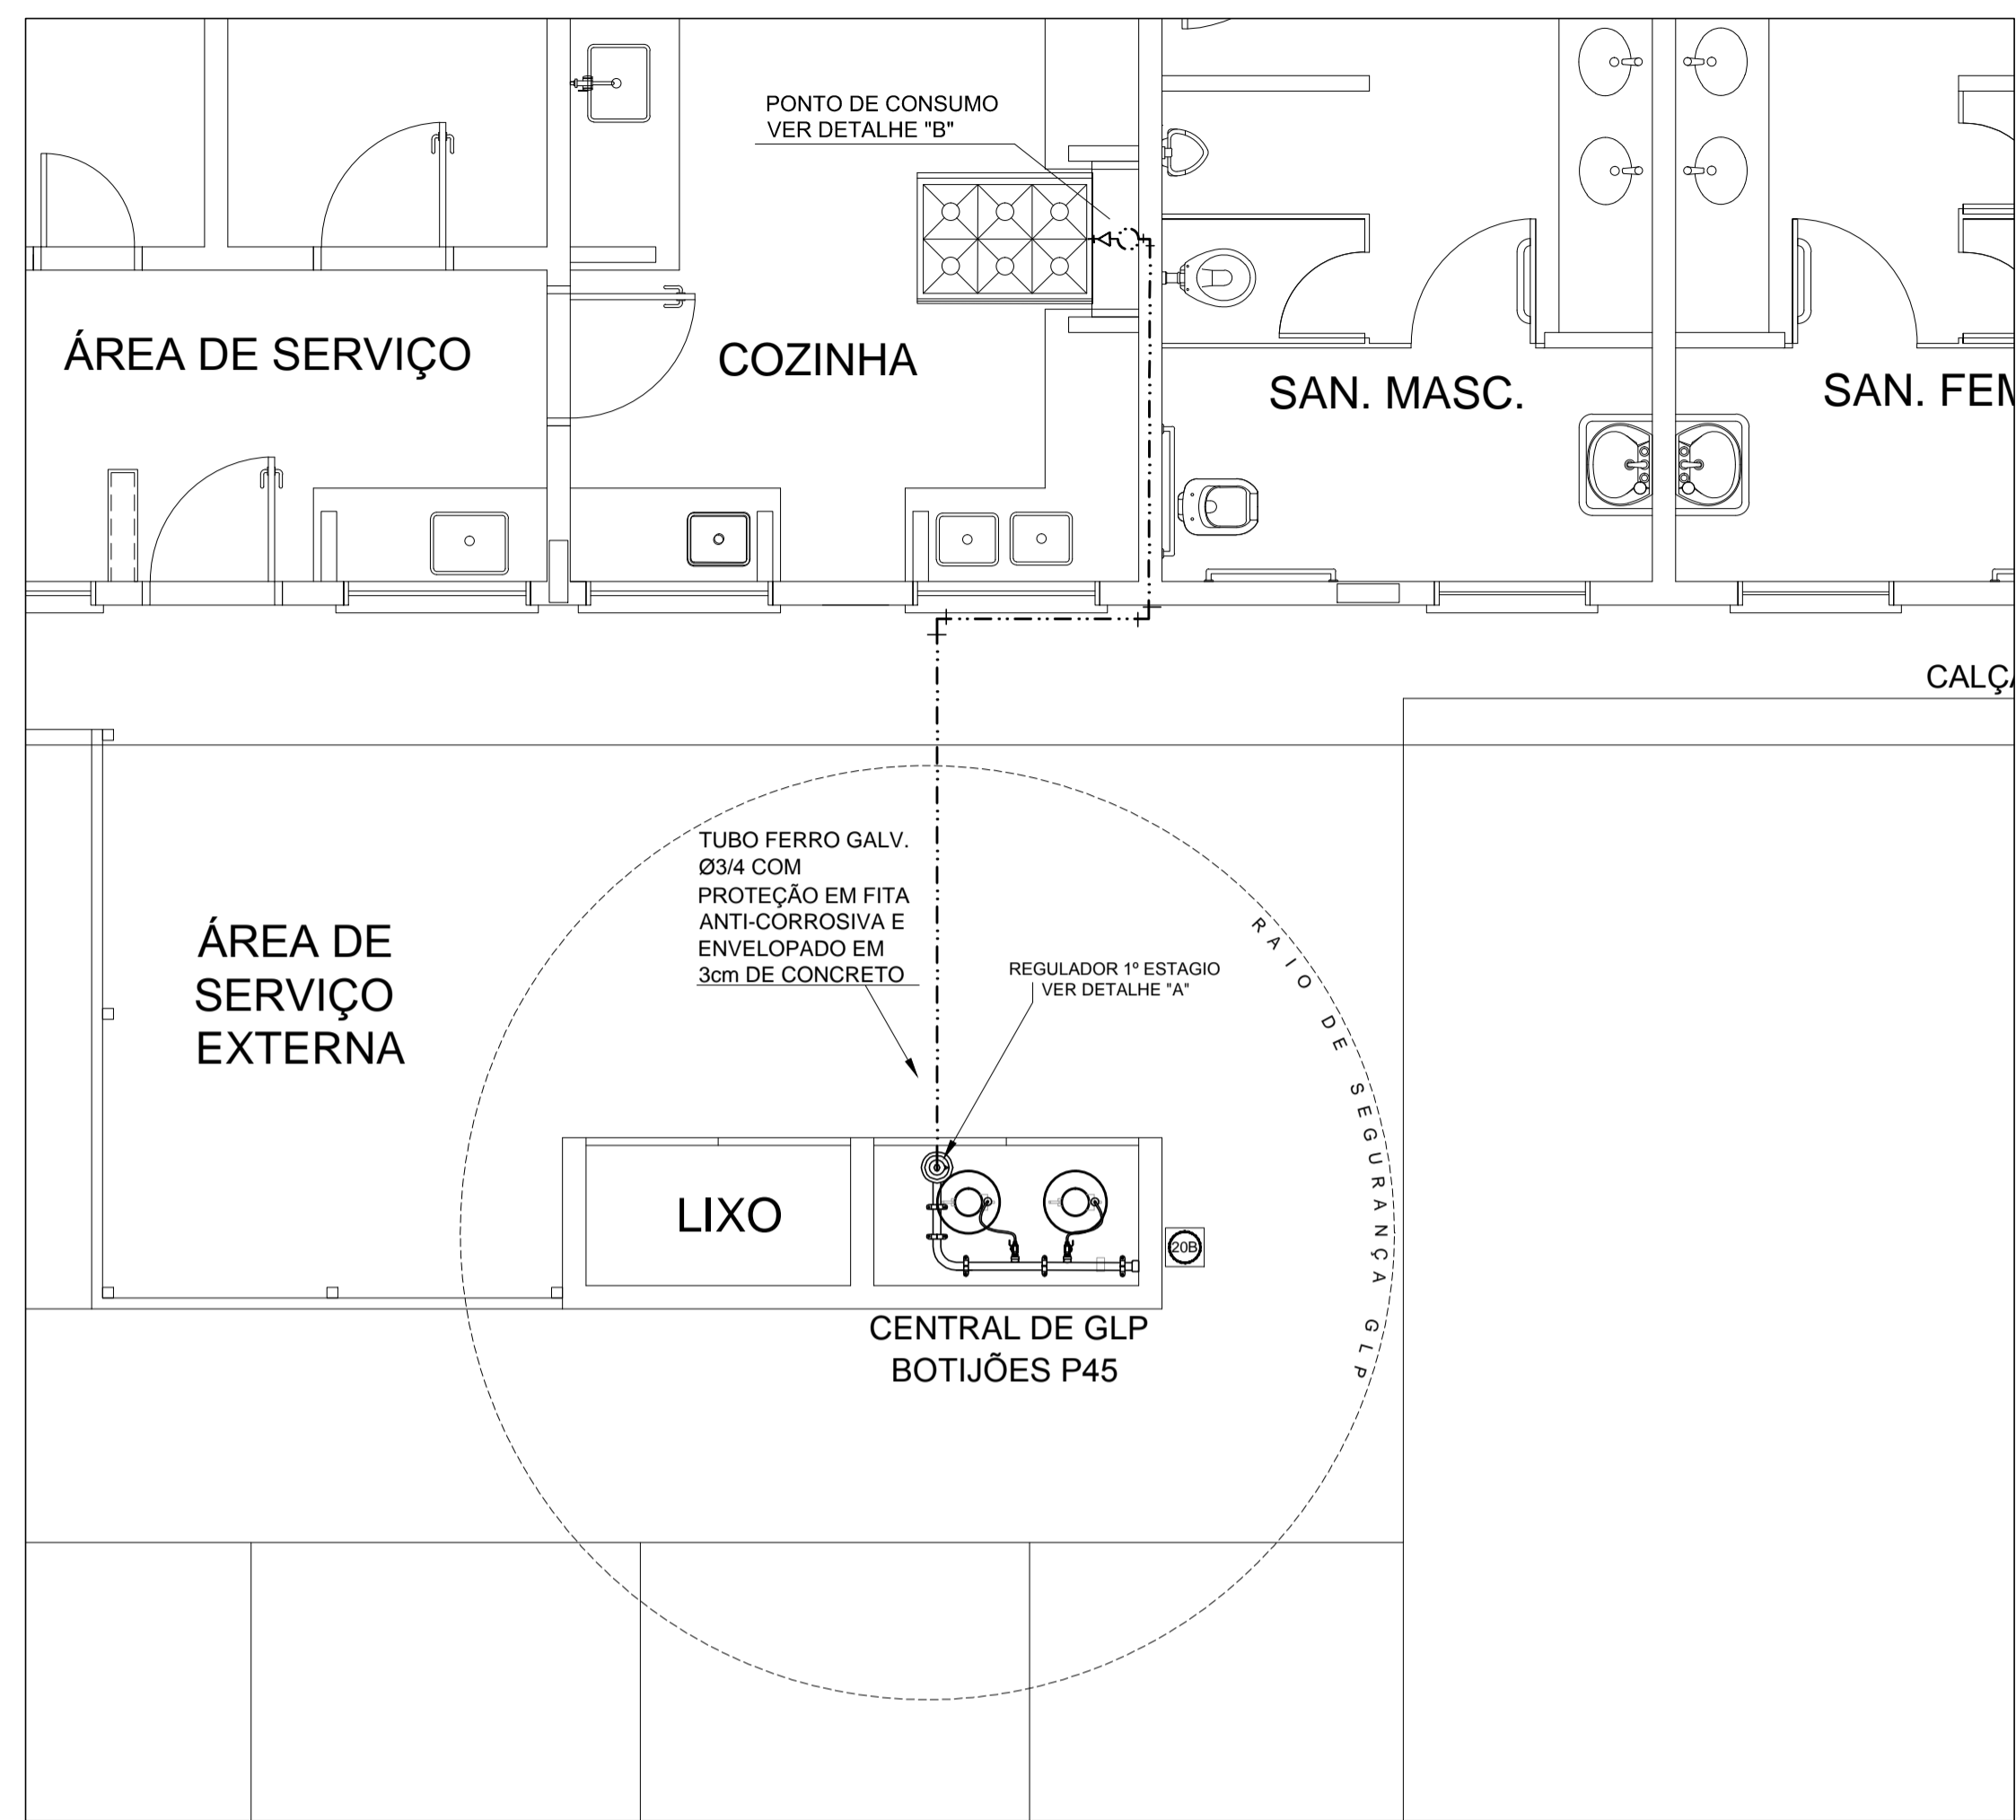 PONTO DE CONSUMO
VER DETALHE "B"
ÁREA DE SERVIÇO
COZINHA
SAN. MASC.
SAN. FEM
CALÇA
TUBO FERRO GALV.
Ø3/4 COM
PROTEÇÃO EM FITA
ANTI-CORROSIVA E
ENVELOPADO EM
3cm DE CONCRETO
REGULADOR 1º ESTAGIO
VER DETALHE "A"
RAIO DE SEGURANÇA GLP
ÁREA DE
SERVIÇO
EXTERNA
LIXO
20B
CENTRAL DE GLP
BOTIJÕES P45